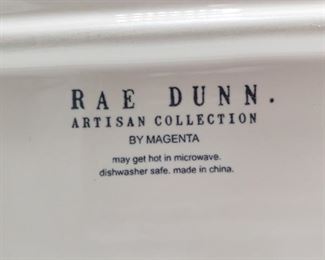 RAE DUNN.
ARTISAN COLLECTION
BY MAGENTA
may get hot in microwave.
dishwasher safe. made in china.